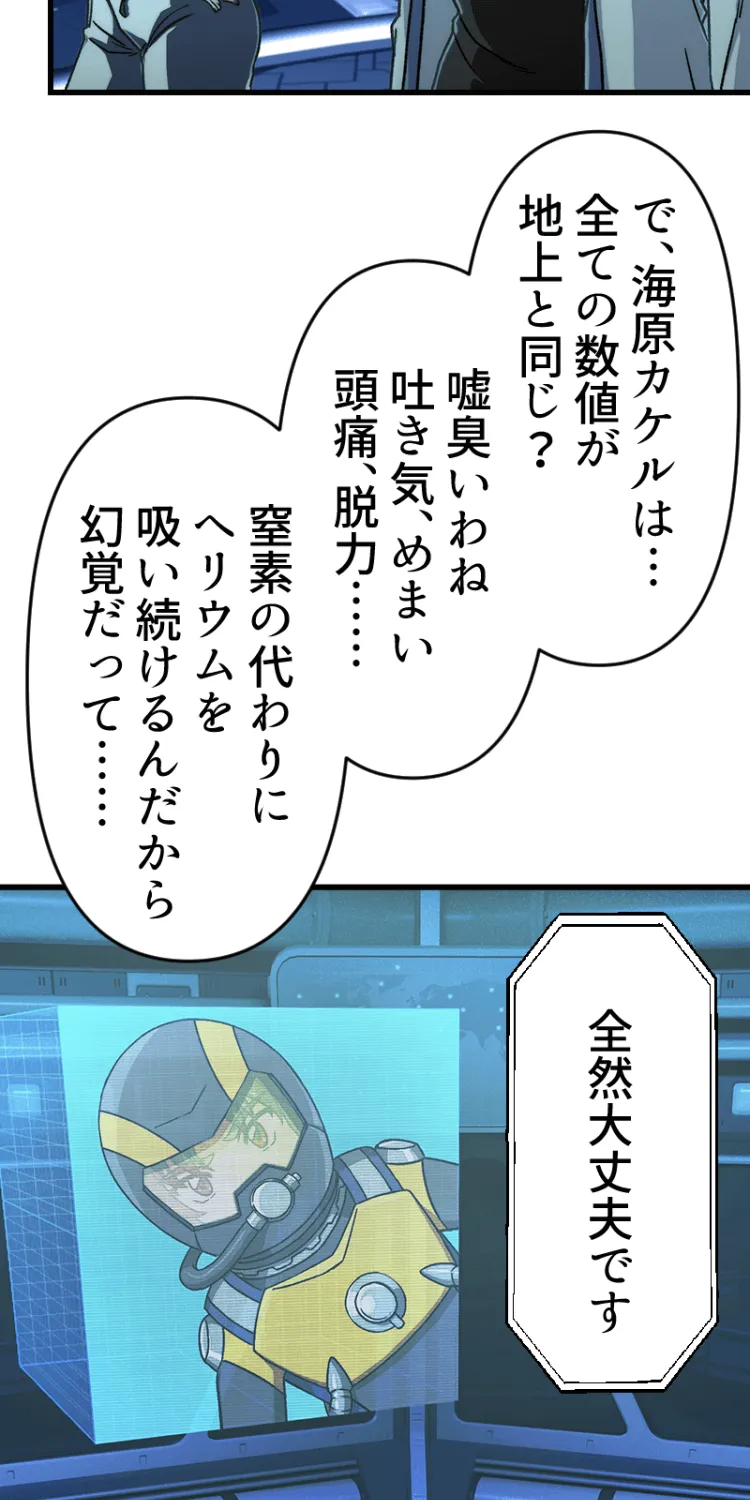 で、海原カケルは…
全ての数値が
地上と同じ？
嘘臭いわね
吐き気、めまい
頭痛、脱力……
窒素の代わりに
ヘリウムを
吸い続けるんだから
幻覚だって……
全然大丈夫です